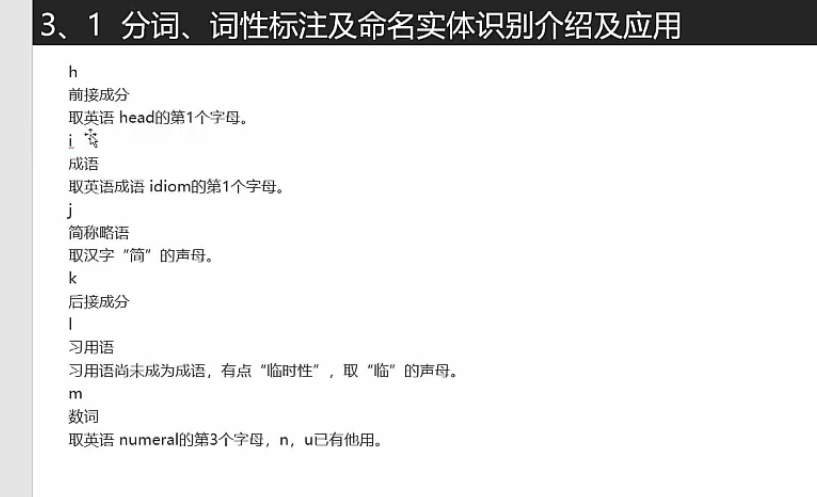 3、1 分词、词性标注及命名实体识别介绍及应用
h
前接成分
取英语 head的第1个字母。
i
成语
取英语成语 idiom的第1个字母。
j
简称略语
取汉字“简”的声母。
k
后接成分
l
习用语
习用语尚未成为成语，有点“临时性”，取“临”的声母。
m
数词
取英语 numeral的第3个字母，n，u已有他用。